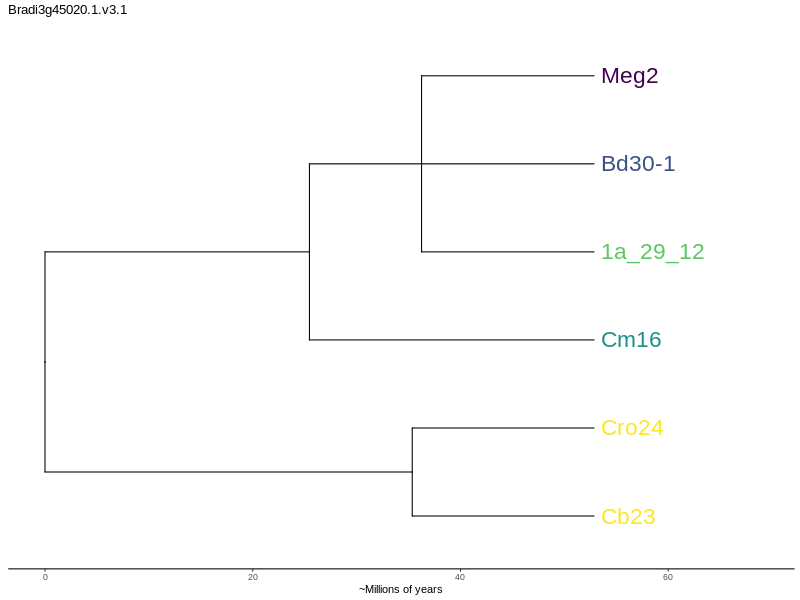 Bradi3g45020.1.v3.1
Meg2
Bd30-1
1a_29_12
Cm16
Cro24
Cb23
0 20 40 60
~Millions of years